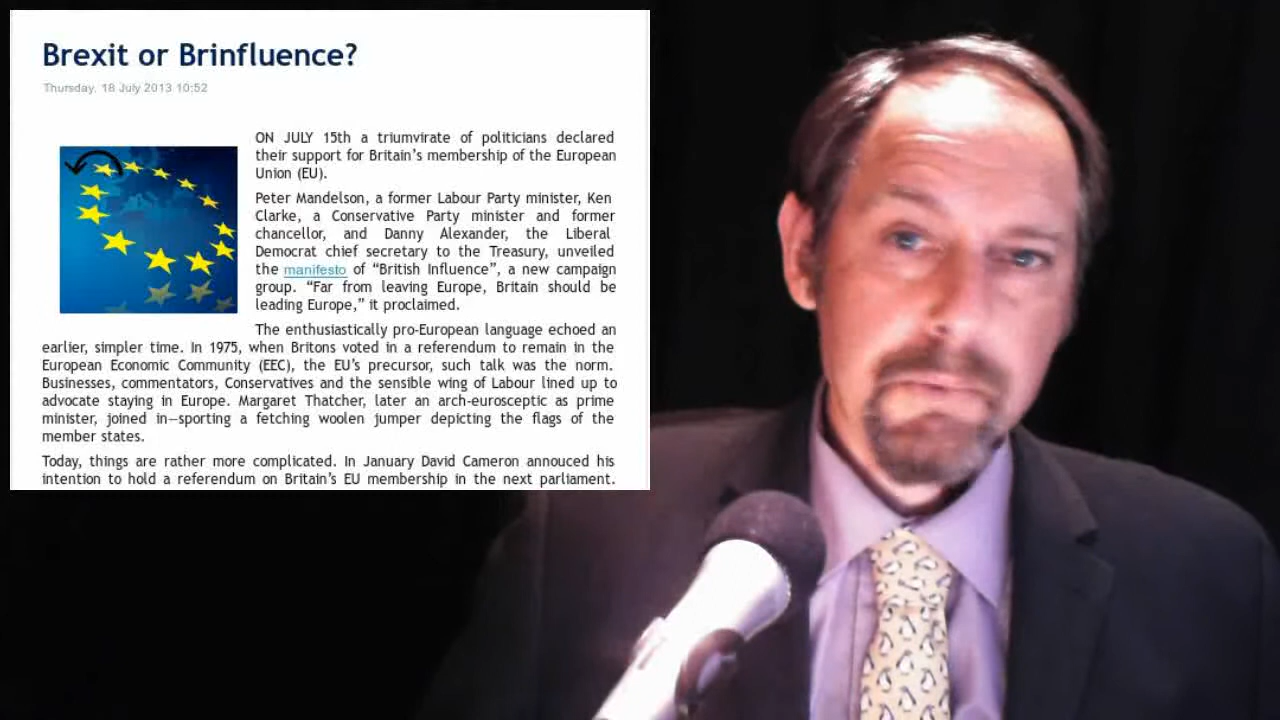 Brexit or Brinfluence?
Thursday, 18 July 2013 10:52
ON JULY 15th a triumvirate of politicians declared
their support for Britain's membership of the European
Union (EU).
Peter Mandelson, a former Labour Party minister, Ken
Clarke, a Conservative Party minister and former
chancellor, and Danny Alexander, the Liberal
Democrat chief secretary to the Treasury, unveiled
the manifesto of “British Influence”, a new campaign
group. “Far from leaving Europe, Britain should be
leading Europe,” it proclaimed.
The enthusiastically pro-European language echoed an
earlier, simpler time. In 1975, when Britons voted in a referendum to remain in the
European Economic Community (EEC), the EU's precursor, such talk was the norm.
Businesses, commentators, Conservatives and the sensible wing of Labour lined up to
advocate staying in Europe. Margaret Thatcher, later an arch-eurosceptic as prime
minister, joined in—sporting a fetching woolen jumper depicting the flags of the
member states.
Today, things are rather more complicated. In January David Cameron annouced his
intention to hold a referendum on Britain's EU membership in the next parliament.